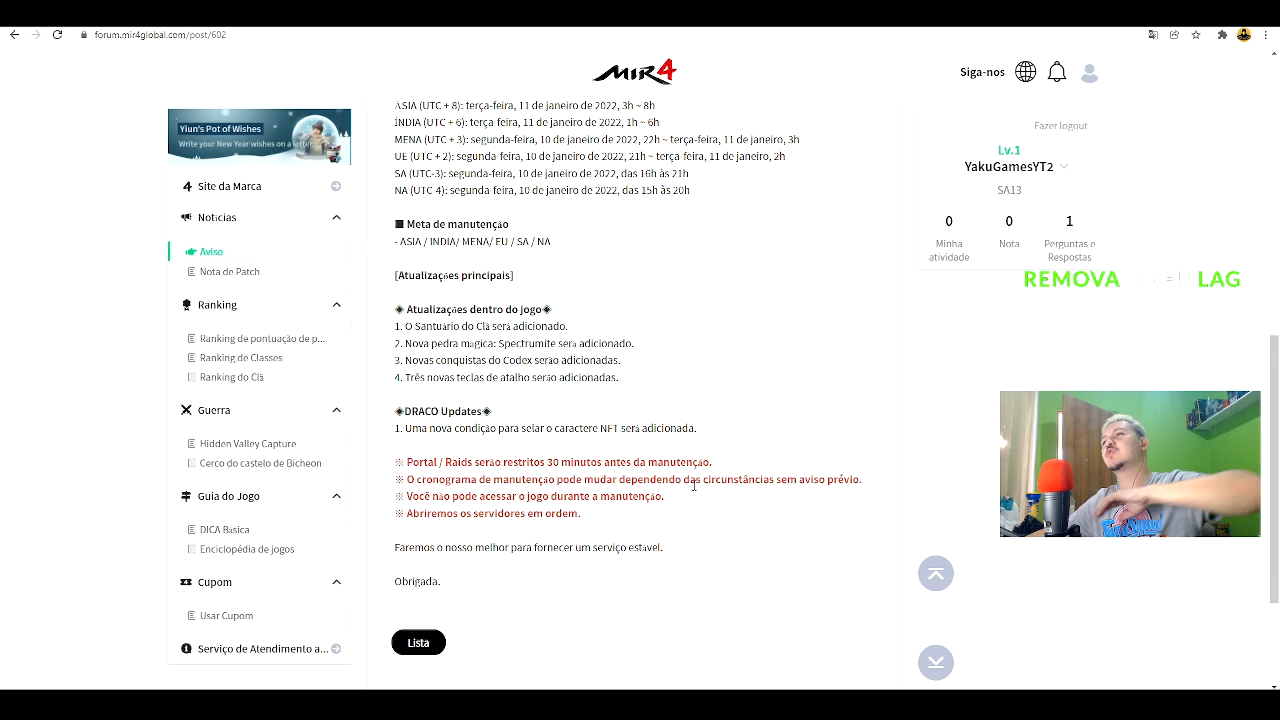 forum.mir4global.com/post/602
MIR4
Siga-nos
Yiun's Pot of Wishes
Write your New Year wishes on a letter
Site da Marca
Notícias
Aviso
Nota de Patch
Ranking
Ranking de pontuação de p...
Ranking de Classes
Ranking do Clã
Guerra
Hidden Valley Capture
Cerco do castelo de Bicheon
Guia do Jogo
DICA Básica
Enciclopédia de jogos
Cupom
Usar Cupom
Serviço de Atendimento a...
ÁSIA (UTC + 8): terça-feira, 11 de janeiro de 2022, 3h ~ 8h
ÍNDIA (UTC + 6): terça-feira, 11 de janeiro de 2022, 1h ~ 6h
MENA (UTC + 3): segunda-feira, 10 de janeiro de 2022, 22h ~ terça-feira, 11 de janeiro, 3h
UE (UTC + 2): segunda-feira, 10 de janeiro de 2022, 21h ~ terça-feira, 11 de janeiro, 2h
SA (UTC-3): segunda-feira, 10 de janeiro de 2022, das 16h às 21h
NA (UTC-4): segunda-feira, 10 de janeiro de 2022, das 15h às 20h
■ Meta de manutenção
- ASIA / INDIA/ MENA/ EU / SA / NA
[Atualizações principais]
◈ Atualizações dentro do jogo◈
1. O Santuário do Clã será adicionado.
2. Nova pedra mágica: Spectrumite será adicionado.
3. Novas conquistas do Codex serão adicionadas.
4. Três novas teclas de atalho serão adicionadas.
◈DRACO Updates◈
1. Uma nova condição para selar o caractere NFT será adicionada.
※ Portal / Raids serão restritos 30 minutos antes da manutenção.
※ O cronograma de manutenção pode mudar dependendo das circunstâncias sem aviso prévio.
※ Você não pode acessar o jogo durante a manutenção.
※ Abriremos os servidores em ordem.
Faremos o nosso melhor para fornecer um serviço estável.
Obrigada.
Lista
Fazer logout
Lv.1
YakuGamesYT2
SA13
0 0 1
Minha atividade
Nota
Perguntas e Respostas
REMOVA LAG